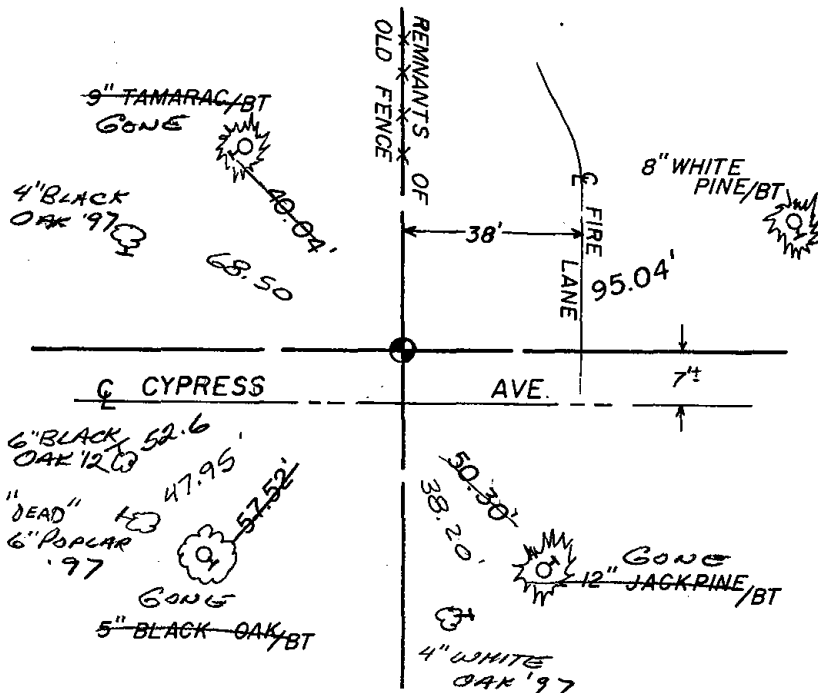 REMNANTS OF
OLD FENCE
9" TAMARAC/BT
GONE
40.04'
4" BLACK
OAK '97
68.50
38'
℄ FIRE
LANE
8" WHITE
PINE/BT
95.04'
℄ CYPRESS AVE.
7'±
6" BLACK
OAK '12
52.6
47.95'
"DEAD"
6" POPLAR
'97
57.52'
GONE
5" BLACK OAK/BT
50.30'
38.20'
GONE
12" JACKPINE/BT
4" WHITE
OAK '97